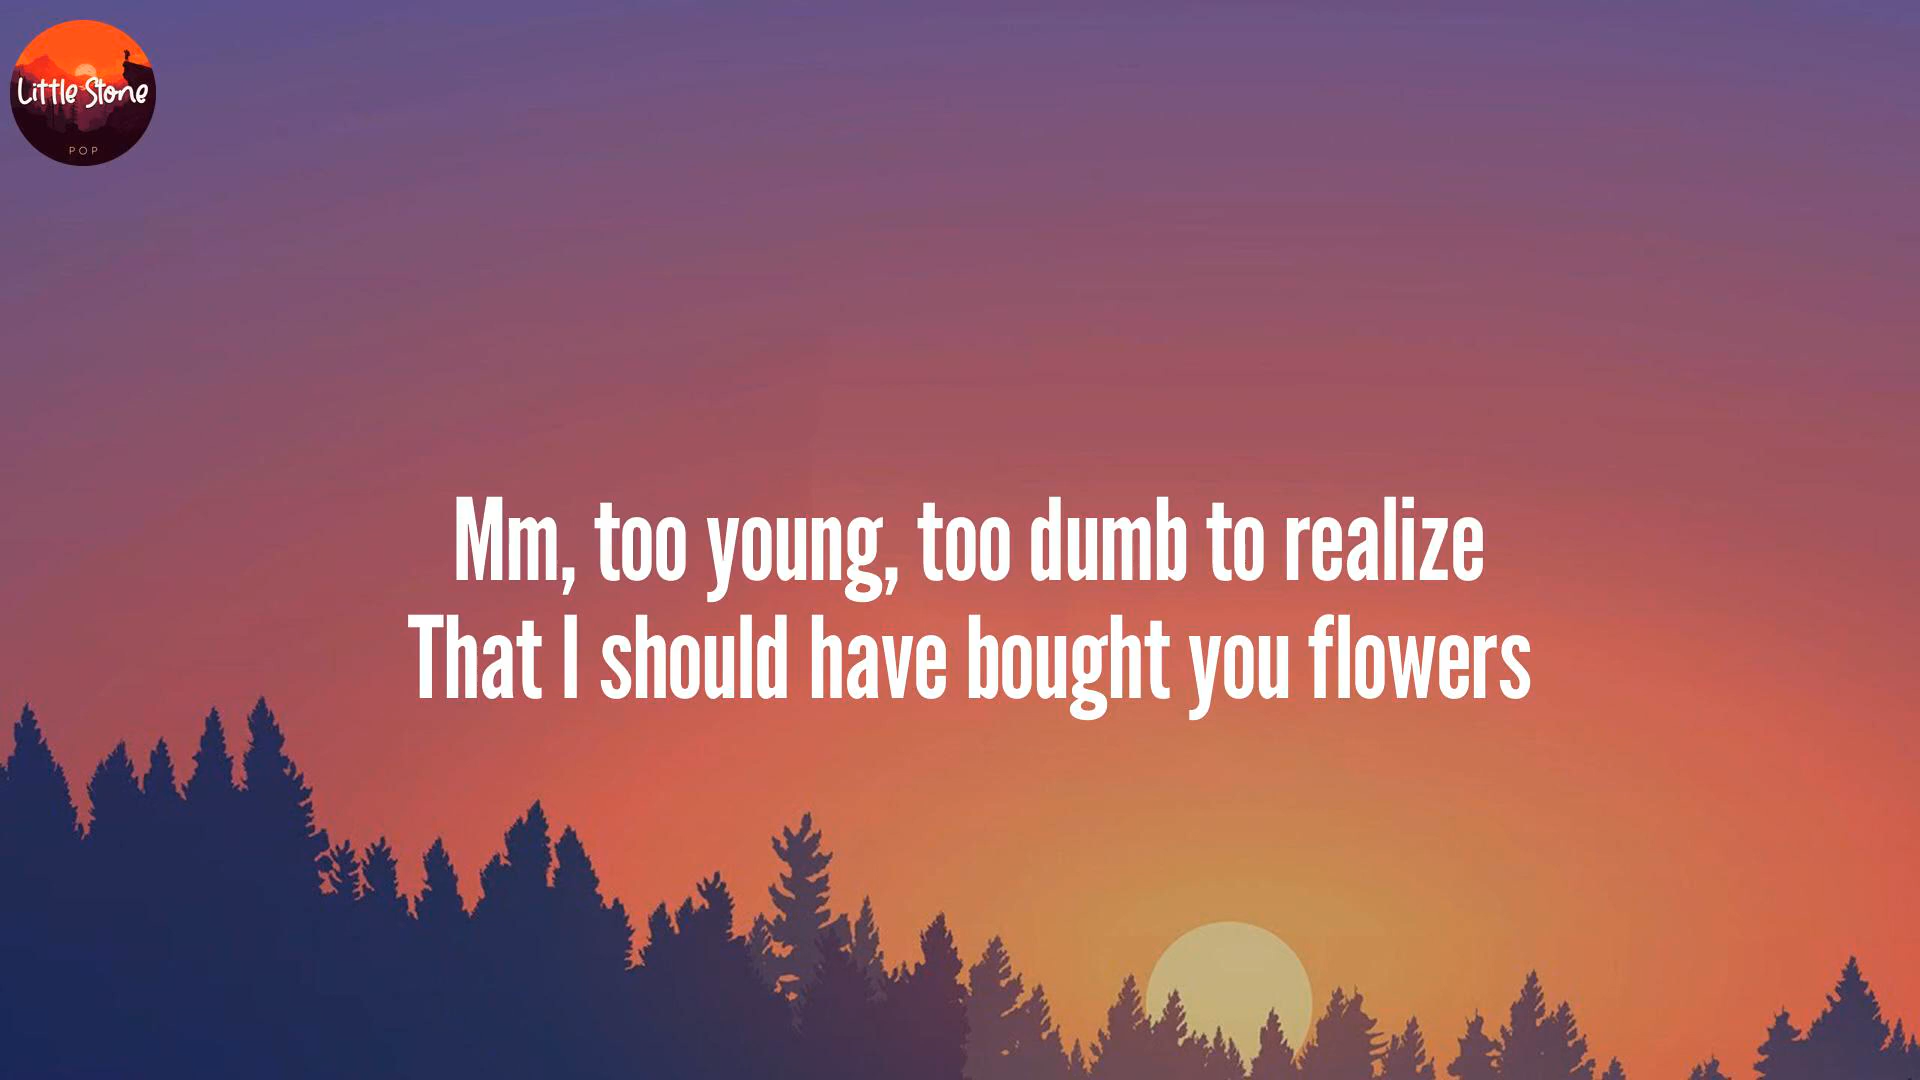 Little Stone
POP
Mm, too young, too dumb to realize
That I should have bought you flowers